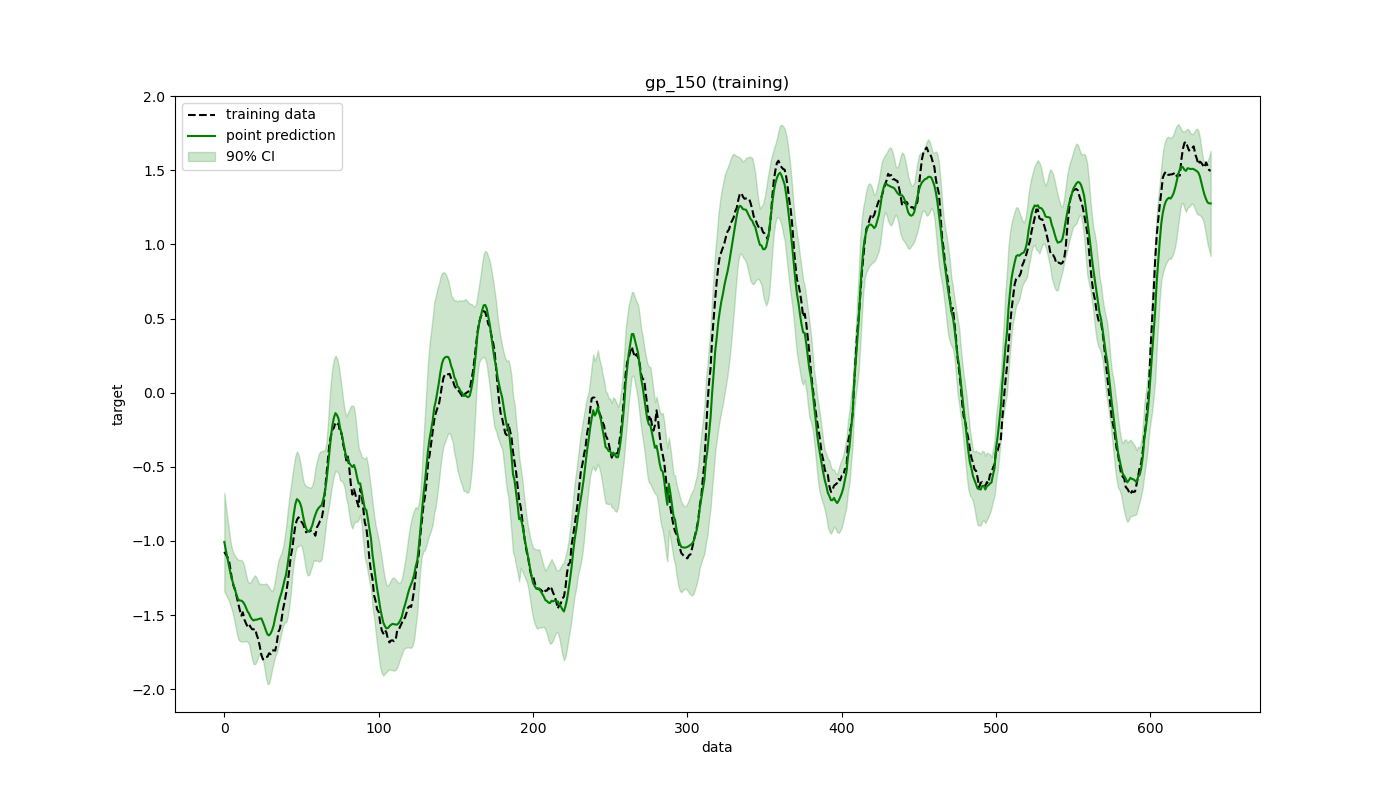 gp_150 (training)
training data
point prediction
90% CI
2.0
1.5
1.0
0.5
0.0
−0.5
−1.0
−1.5
−2.0
target
0 100 200 300 400 500 600
data